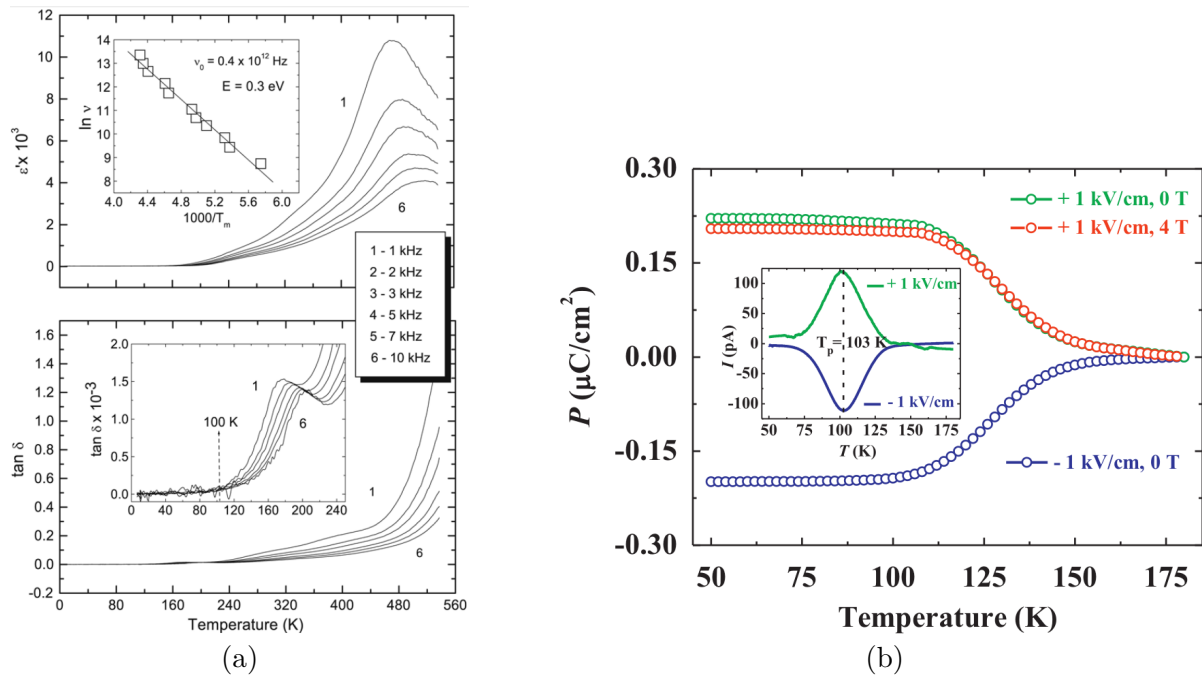 12
10
8
6
4
2
0
ε'x 10³
14
13
12
11
10
9
8
ln ν
ν₀ = 0.4 x 10¹² Hz
E = 0.3 eV
4.0 4.4 4.8 5.2 5.6 6.0
1000/Tₘ
1
6
1 - 1 kHz
2 - 2 kHz
3 - 3 kHz
4 - 5 kHz
5 - 7 kHz
6 - 10 kHz
1.6
1.4
1.2
1.0
0.8
0.6
0.4
0.2
0.0
-0.2
tan δ
2.0
1.5
1.0
0.5
0.0
tan δ x 10⁻³
1
100 K
6
0 40 80 120 160 200 240
1
6
0 80 160 240 320 400 480 560
Temperature (K)
(a)
0.30
0.15
0.00
-0.15
-0.30
P (μC/cm²)
+ 1 kV/cm, 0 T
+ 1 kV/cm, 4 T
100
50
0
-50
-100
I (pA)
+ 1 kV/cm
Tₚ= 103 K
- 1 kV/cm
50 75 100 125 150 175
T (K)
- 1 kV/cm, 0 T
50 75 100 125 150 175
Temperature (K)
(b)